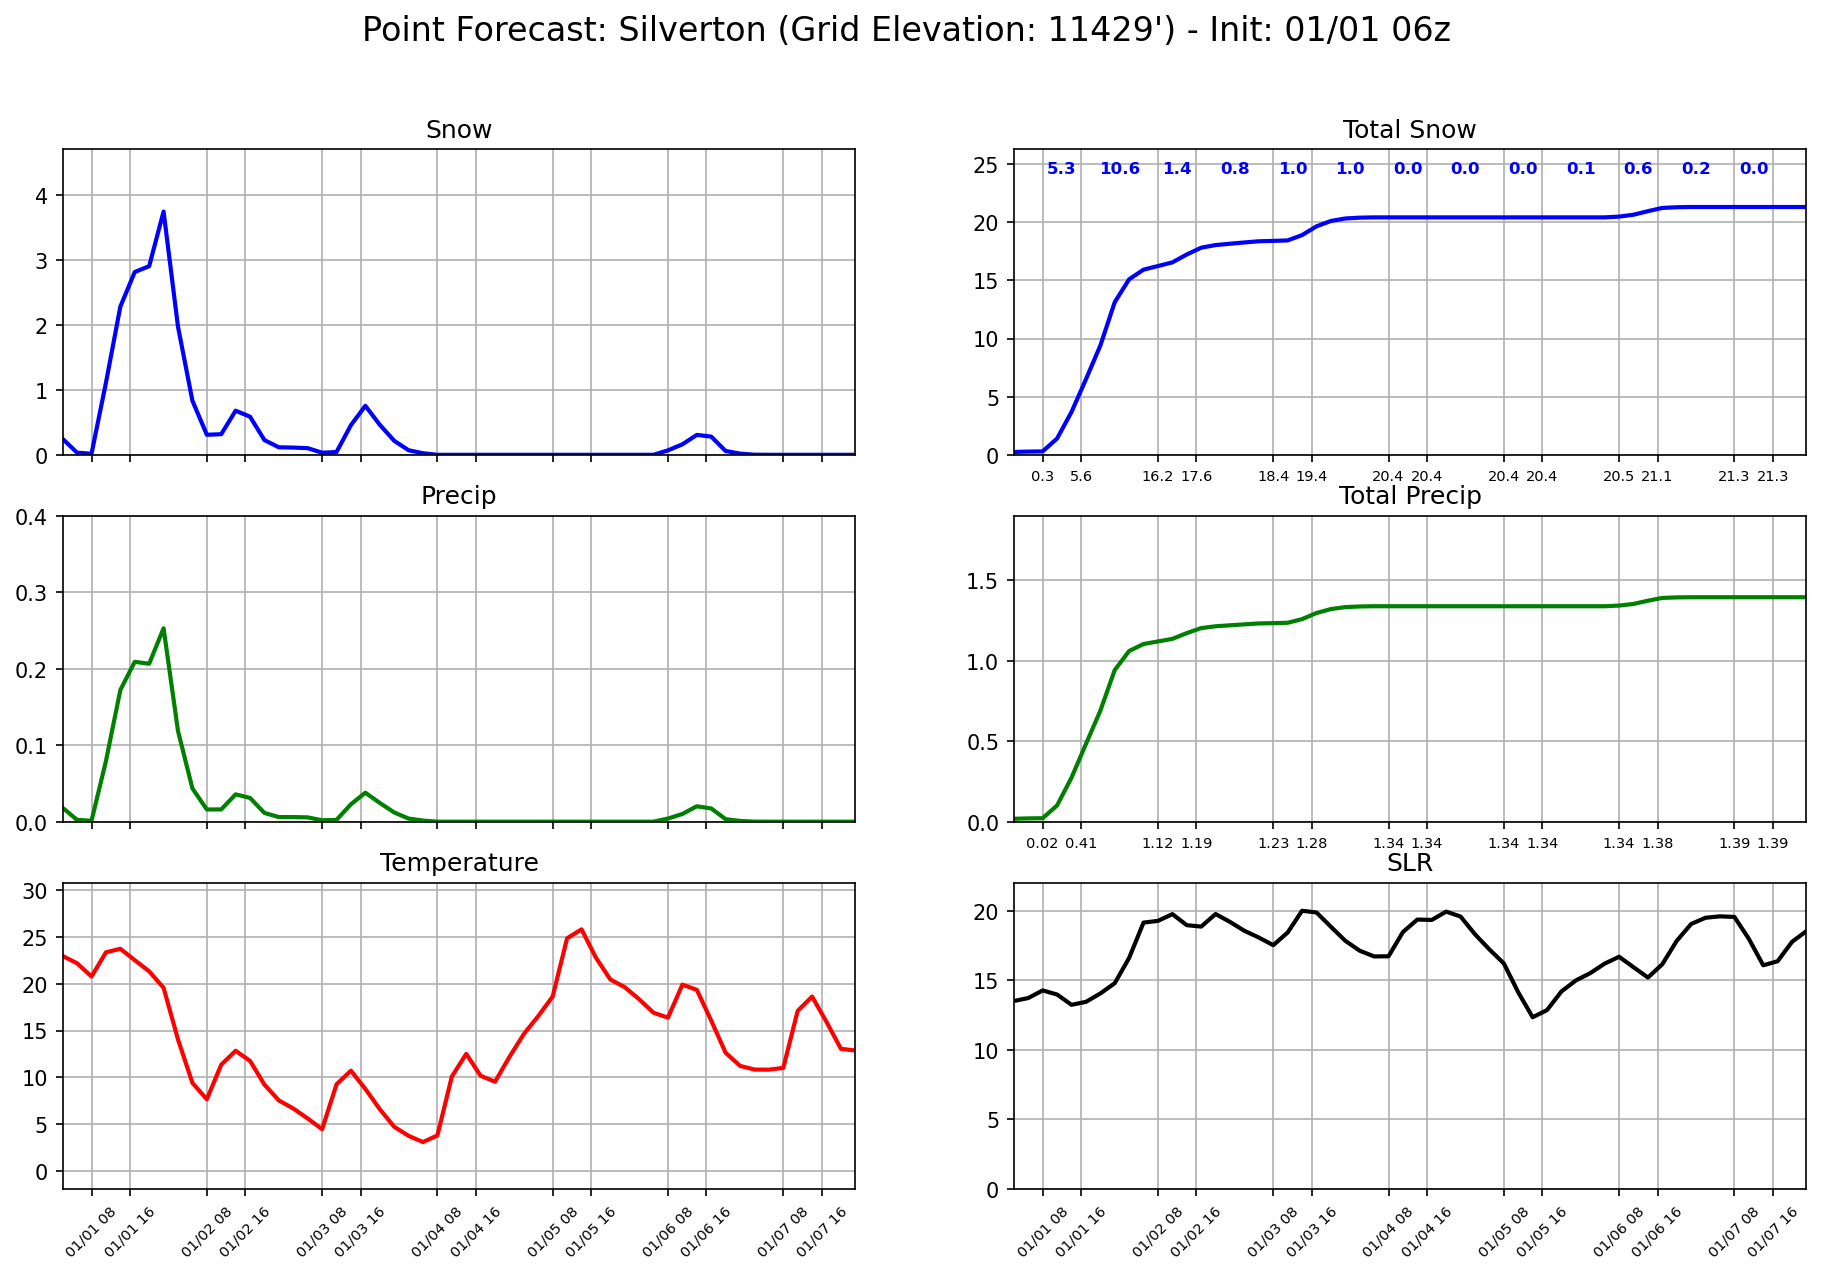 Point Forecast: Silverton (Grid Elevation: 11429') - Init: 01/01 06z
Snow
4
3
2
1
0
Total Snow
25
20
15
10
5
0
5.3 10.6 1.4 0.8 1.0 1.0 0.0 0.0 0.0 0.1 0.6 0.2 0.0
0.3 5.6 16.2 17.6 18.4 19.4 20.4 20.4 20.4 20.4 20.5 21.1 21.3 21.3
Precip
0.4
0.3
0.2
0.1
0.0
Total Precip
1.5
1.0
0.5
0.0
0.02 0.41 1.12 1.19 1.23 1.28 1.34 1.34 1.34 1.34 1.34 1.38 1.39 1.39
Temperature
30
25
20
15
10
5
0
01/01 08 01/01 16 01/02 08 01/02 16 01/03 08 01/03 16 01/04 08 01/04 16 01/05 08 01/05 16 01/06 08 01/06 16 01/07 08 01/07 16
SLR
20
15
10
5
0
01/01 08 01/01 16 01/02 08 01/02 16 01/03 08 01/03 16 01/04 08 01/04 16 01/05 08 01/05 16 01/06 08 01/06 16 01/07 08 01/07 16